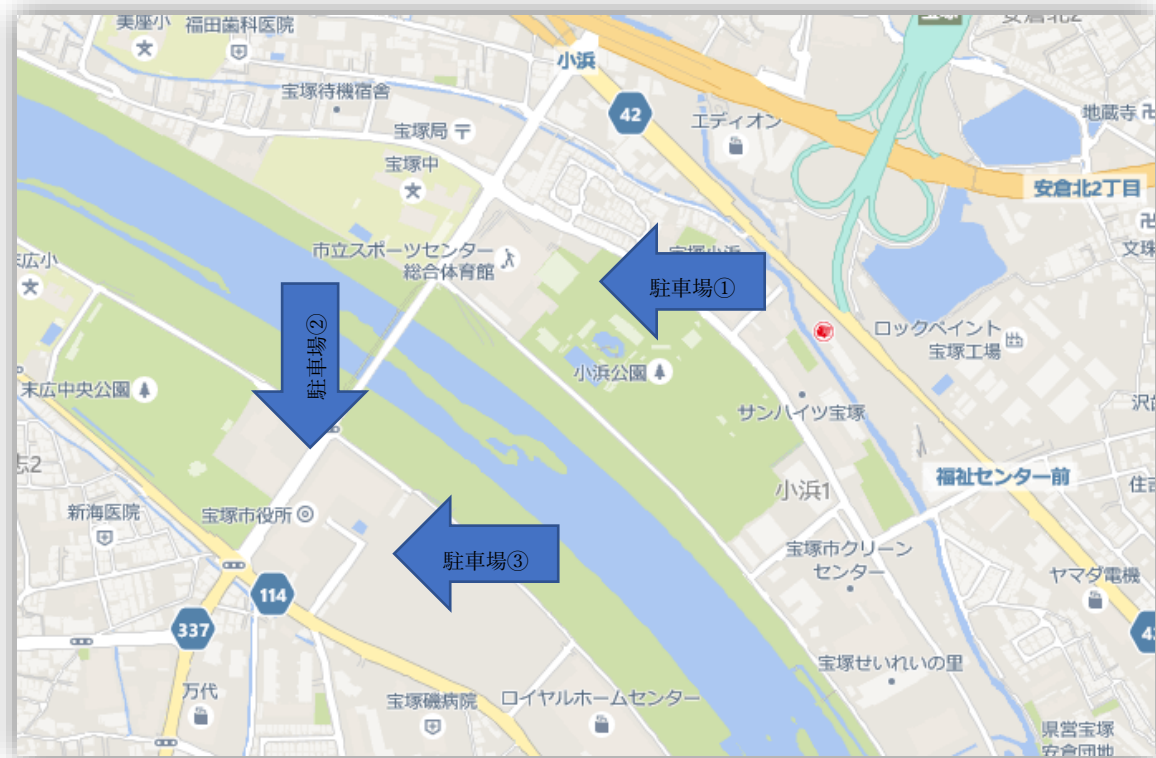 美座小
福田歯科医院
安倉北2
小浜
宝塚待機宿舎
42
エディオン
地蔵寺
宝塚局
宝塚中
安倉北2丁目
市立スポーツセンター
総合体育館
宝塚小浜
文殊
末広小
駐車場①
駐車場②
ロックペイント
宝塚工場
小浜公園
末広中央公園
サンハイツ宝塚
沢
志2
福祉センター前
小浜1
住吉
新海医院
宝塚市役所
宝塚市クリーン
センター
駐車場③
ヤマダ電機
114
337
宝塚せいれいの里
万代
宝塚磯病院
ロイヤルホームセンター
県営宝塚
安倉団地